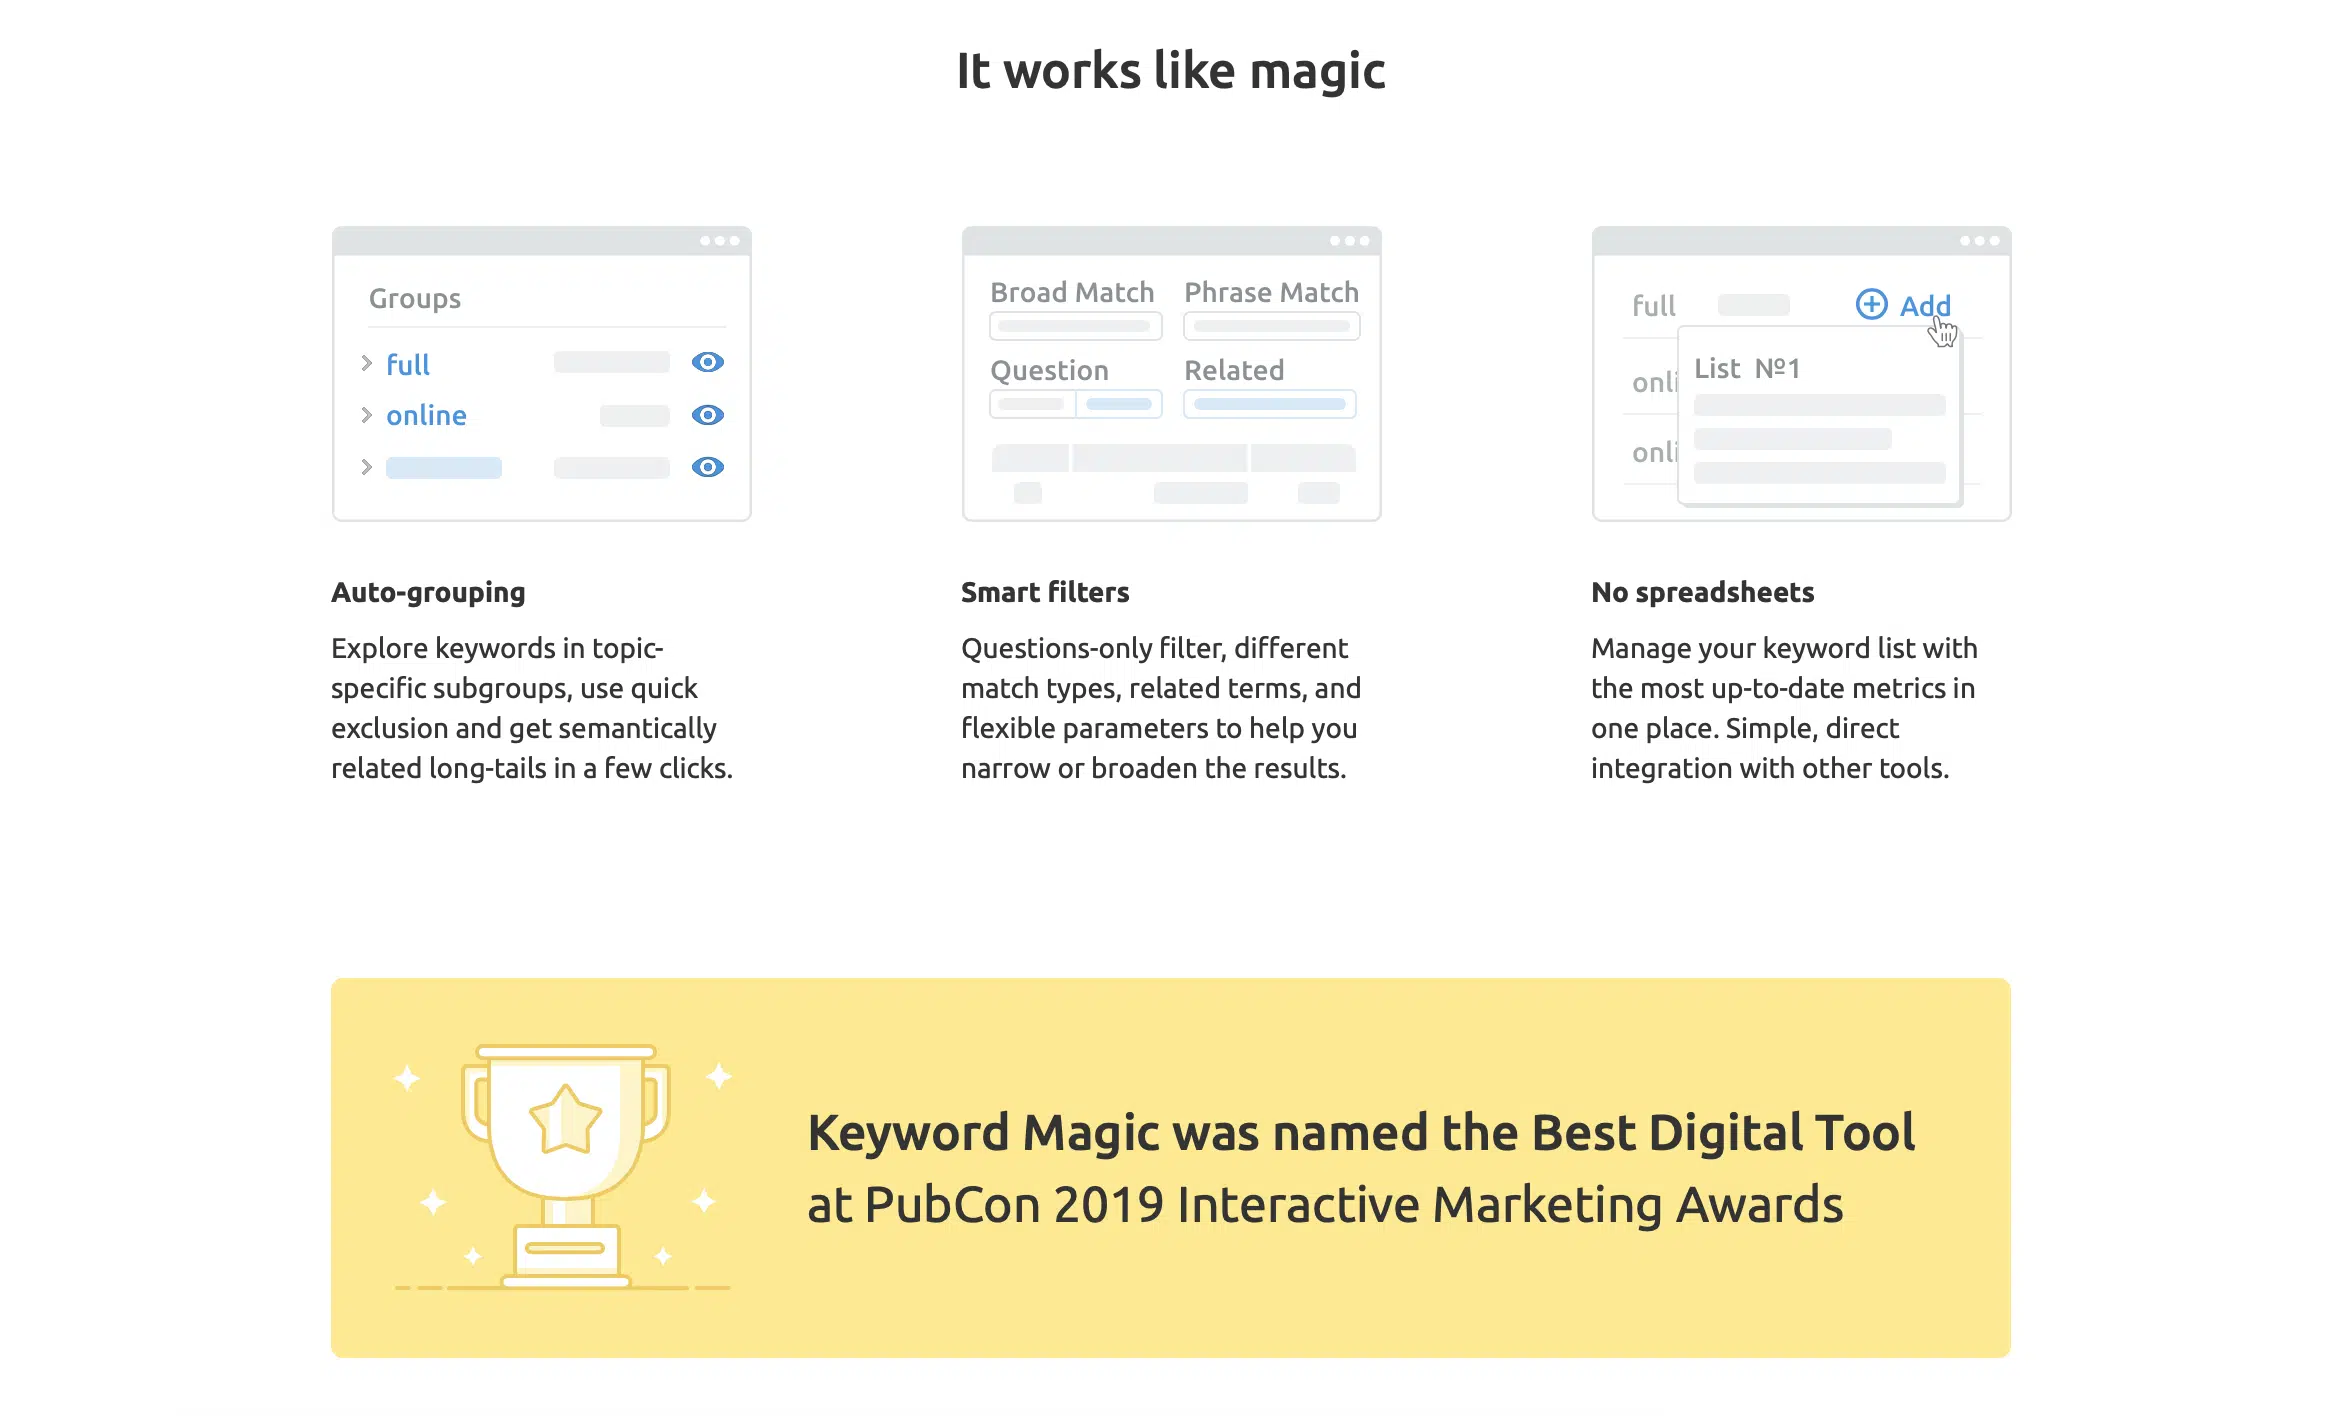 It works like magic
Groups
full
online
Broad Match Phrase Match
Question Related
full Add
onli
List Nº1
onli
Auto-grouping
Explore keywords in topic-
specific subgroups, use quick
exclusion and get semantically
related long-tails in a few clicks.
Smart filters
Questions-only filter, different
match types, related terms, and
flexible parameters to help you
narrow or broaden the results.
No spreadsheets
Manage your keyword list with
the most up-to-date metrics in
one place. Simple, direct
integration with other tools.
Keyword Magic was named the Best Digital Tool
at PubCon 2019 Interactive Marketing Awards